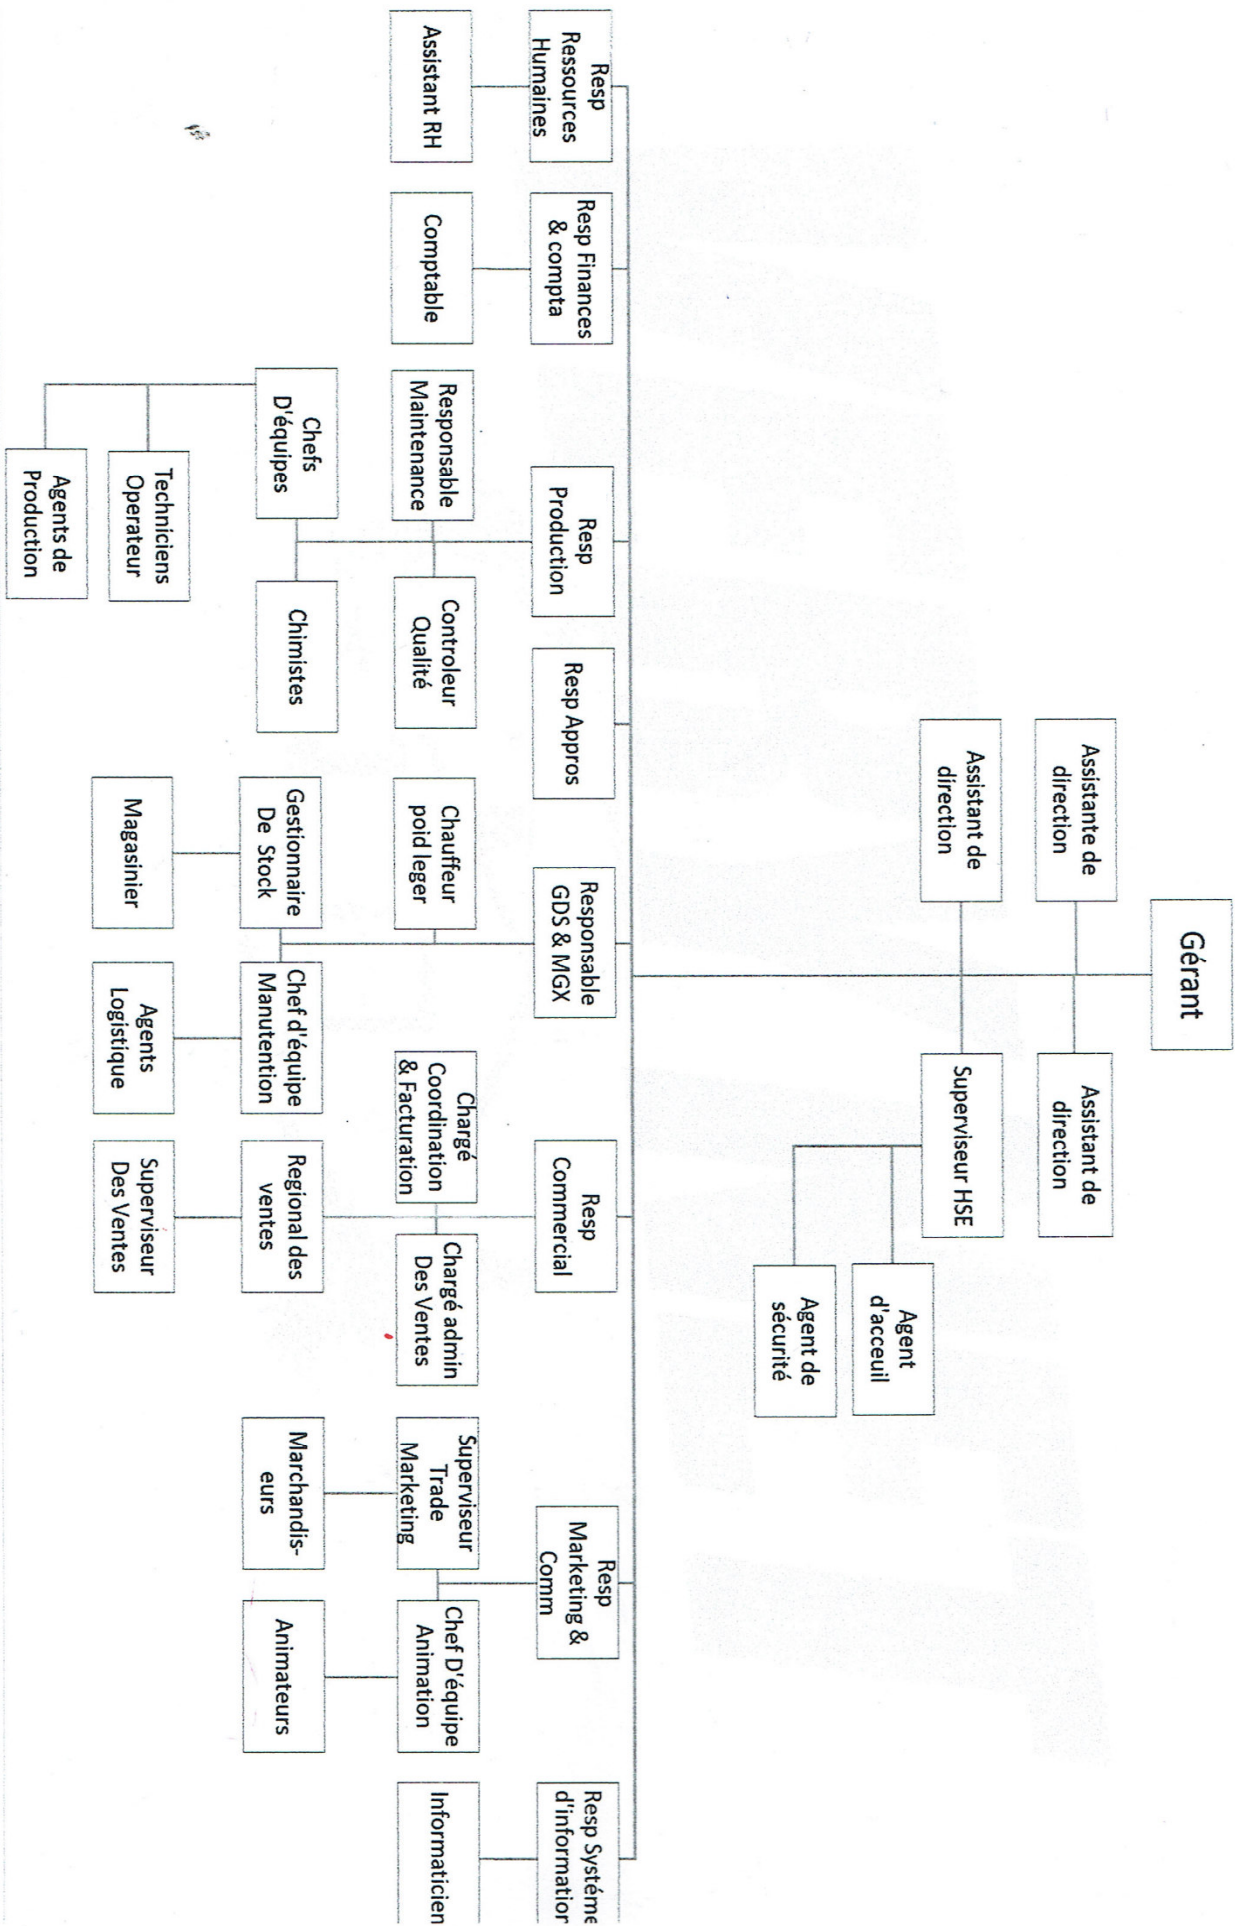 Gérant
Assistante de
direction
Assistant de
direction
Assistant de
direction
Superviseur HSE
Agent
d'acceuil
Agent de
sécurité
Resp
Ressources
Humaines
Resp Finances
& compta
Resp
Production
Resp Appros
Responsable
GDS & MGX
Resp
Commercial
Resp
Marketing &
Comm
Resp Systéme
d'information
Assistant RH
Comptable
Responsable
Maintenance
Controleur
Qualité
Chauffeur
poid leger
Chargé
Coordination
& Facturation
Chargé admin
Des Ventes
Superviseur
Trade
Marketing
Chef D'équipe
Animation
Informaticien
Chefs
D'équipes
Chimistes
Gestionnaire
De Stock
Chef d'équipe
Manutention
Regional des
ventes
Marchandis-
eurs
Animateurs
Techniciens
Operateur
Magasinier
Agents
Logistique
Superviseur
Des Ventes
Agents de
Production